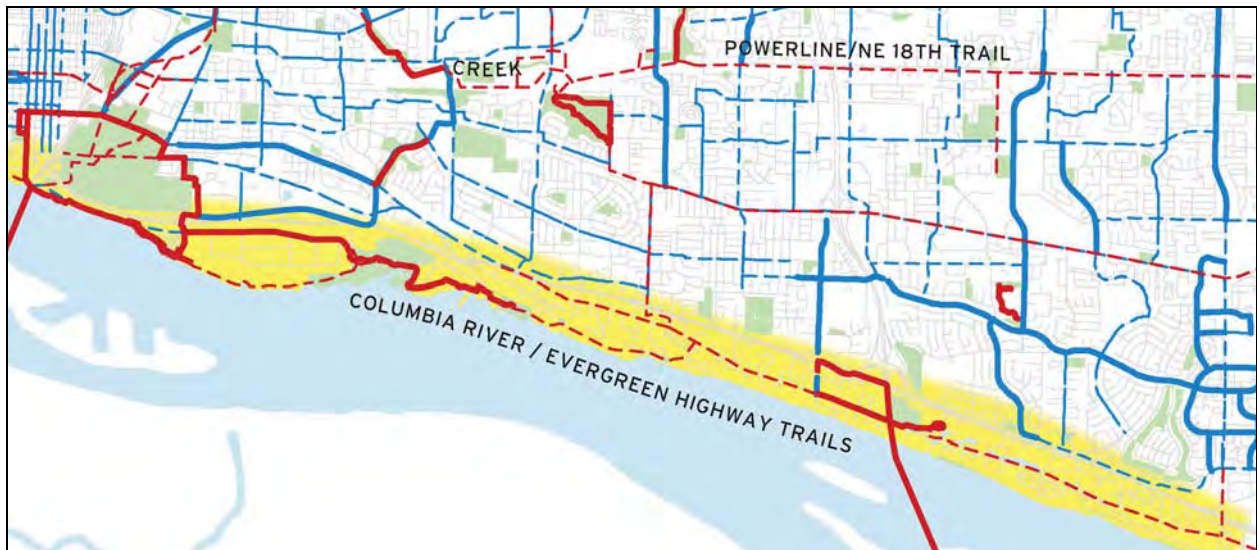 POWERLINE/NE 18TH TRAIL
CREEK
COLUMBIA RIVER / EVERGREEN HIGHWAY TRAILS